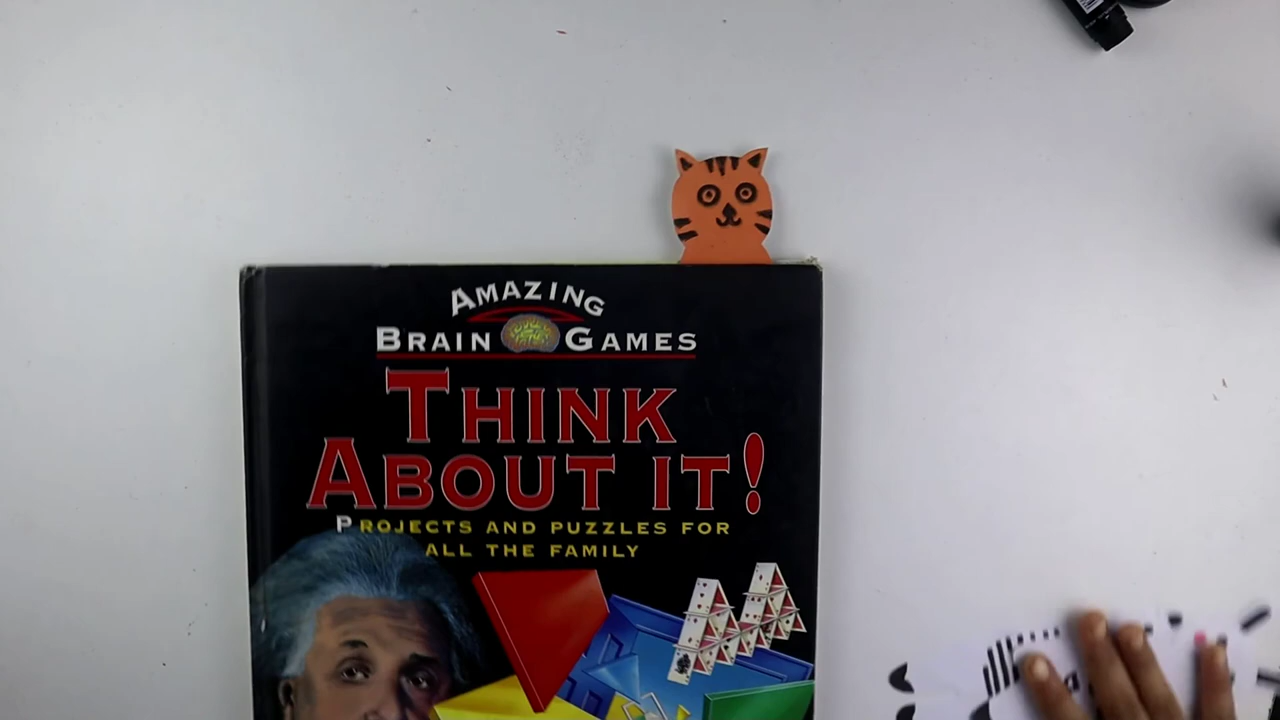 AMAZING
BRAIN GAMES
THINK
ABOUT IT!
PROJECTS AND PUZZLES FOR
ALL THE FAMILY